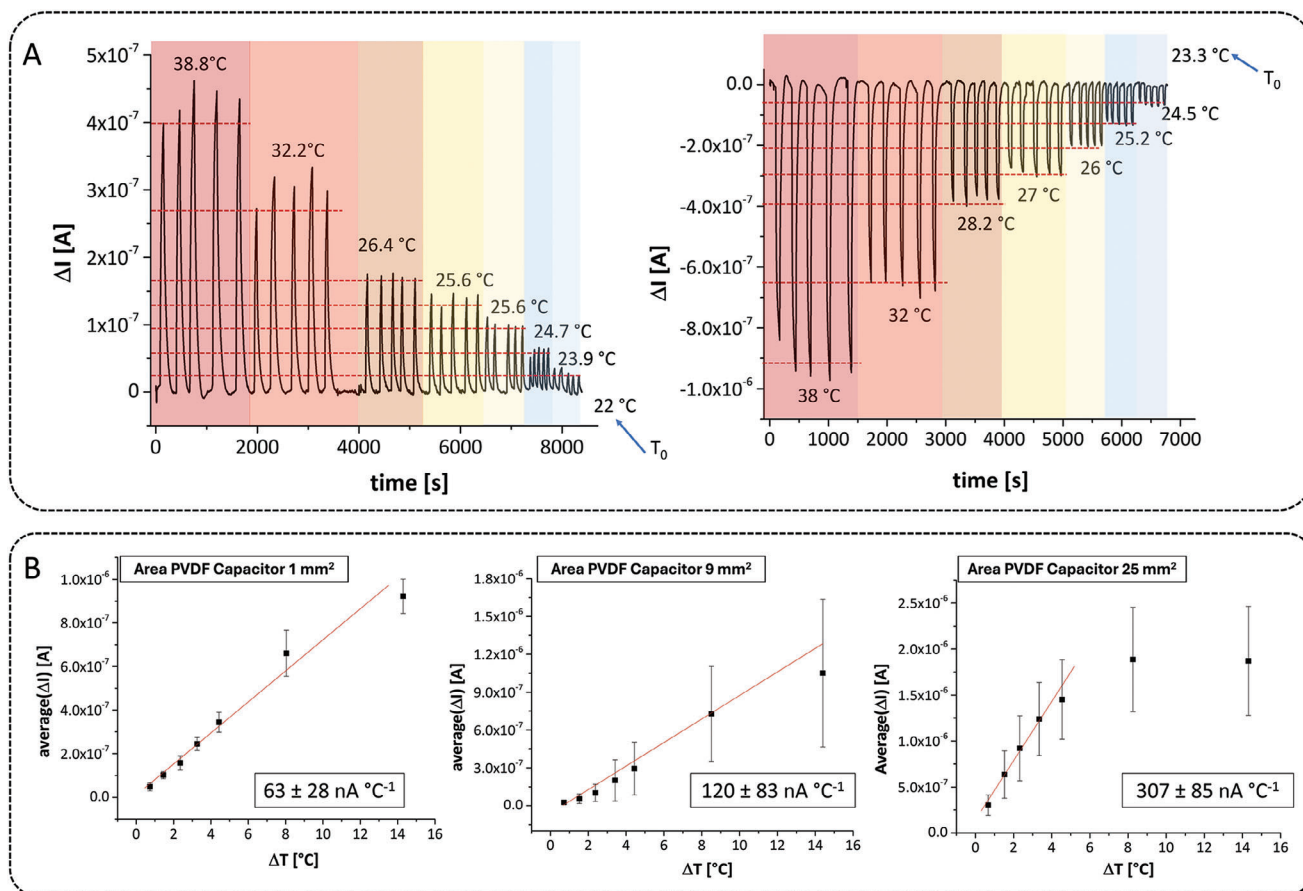 A
5x10⁻⁷
4x10⁻⁷
3x10⁻⁷
2x10⁻⁷
1x10⁻⁷
0
ΔI [A]
38.8°C
32.2°C
26.4 °C
25.6 °C
25.6 °C
24.7 °C
23.9 °C
22 °C
T₀
0 2000 4000 6000 8000
time [s]
0.0
-2.0x10⁻⁷
-4.0x10⁻⁷
-6.0x10⁻⁷
-8.0x10⁻⁷
-1.0x10⁻⁶
ΔI [A]
23.3 °C
T₀
24.5 °C
25.2 °C
26 °C
27 °C
28.2 °C
32 °C
38 °C
0 1000 2000 3000 4000 5000 6000 7000
time [s]
B
Area PVDF Capacitor 1 mm²
1.0x10⁻⁶
8.0x10⁻⁷
6.0x10⁻⁷
4.0x10⁻⁷
2.0x10⁻⁷
0.0
average(ΔI) [A]
63 ± 28 nA °C⁻¹
0 2 4 6 8 10 12 14 16
ΔT [°C]
Area PVDF Capacitor 9 mm²
1.8x10⁻⁶
1.5x10⁻⁶
1.2x10⁻⁶
9.0x10⁻⁷
6.0x10⁻⁷
3.0x10⁻⁷
0.0
average(ΔI) [A]
120 ± 83 nA °C⁻¹
0 2 4 6 8 10 12 14 16
ΔT [°C]
Area PVDF Capacitor 25 mm²
2.5x10⁻⁶
2.0x10⁻⁶
1.5x10⁻⁶
1.0x10⁻⁶
5.0x10⁻⁷
0.0
Average(ΔI) [A]
307 ± 85 nA °C⁻¹
0 2 4 6 8 10 12 14 16
ΔT [°C]